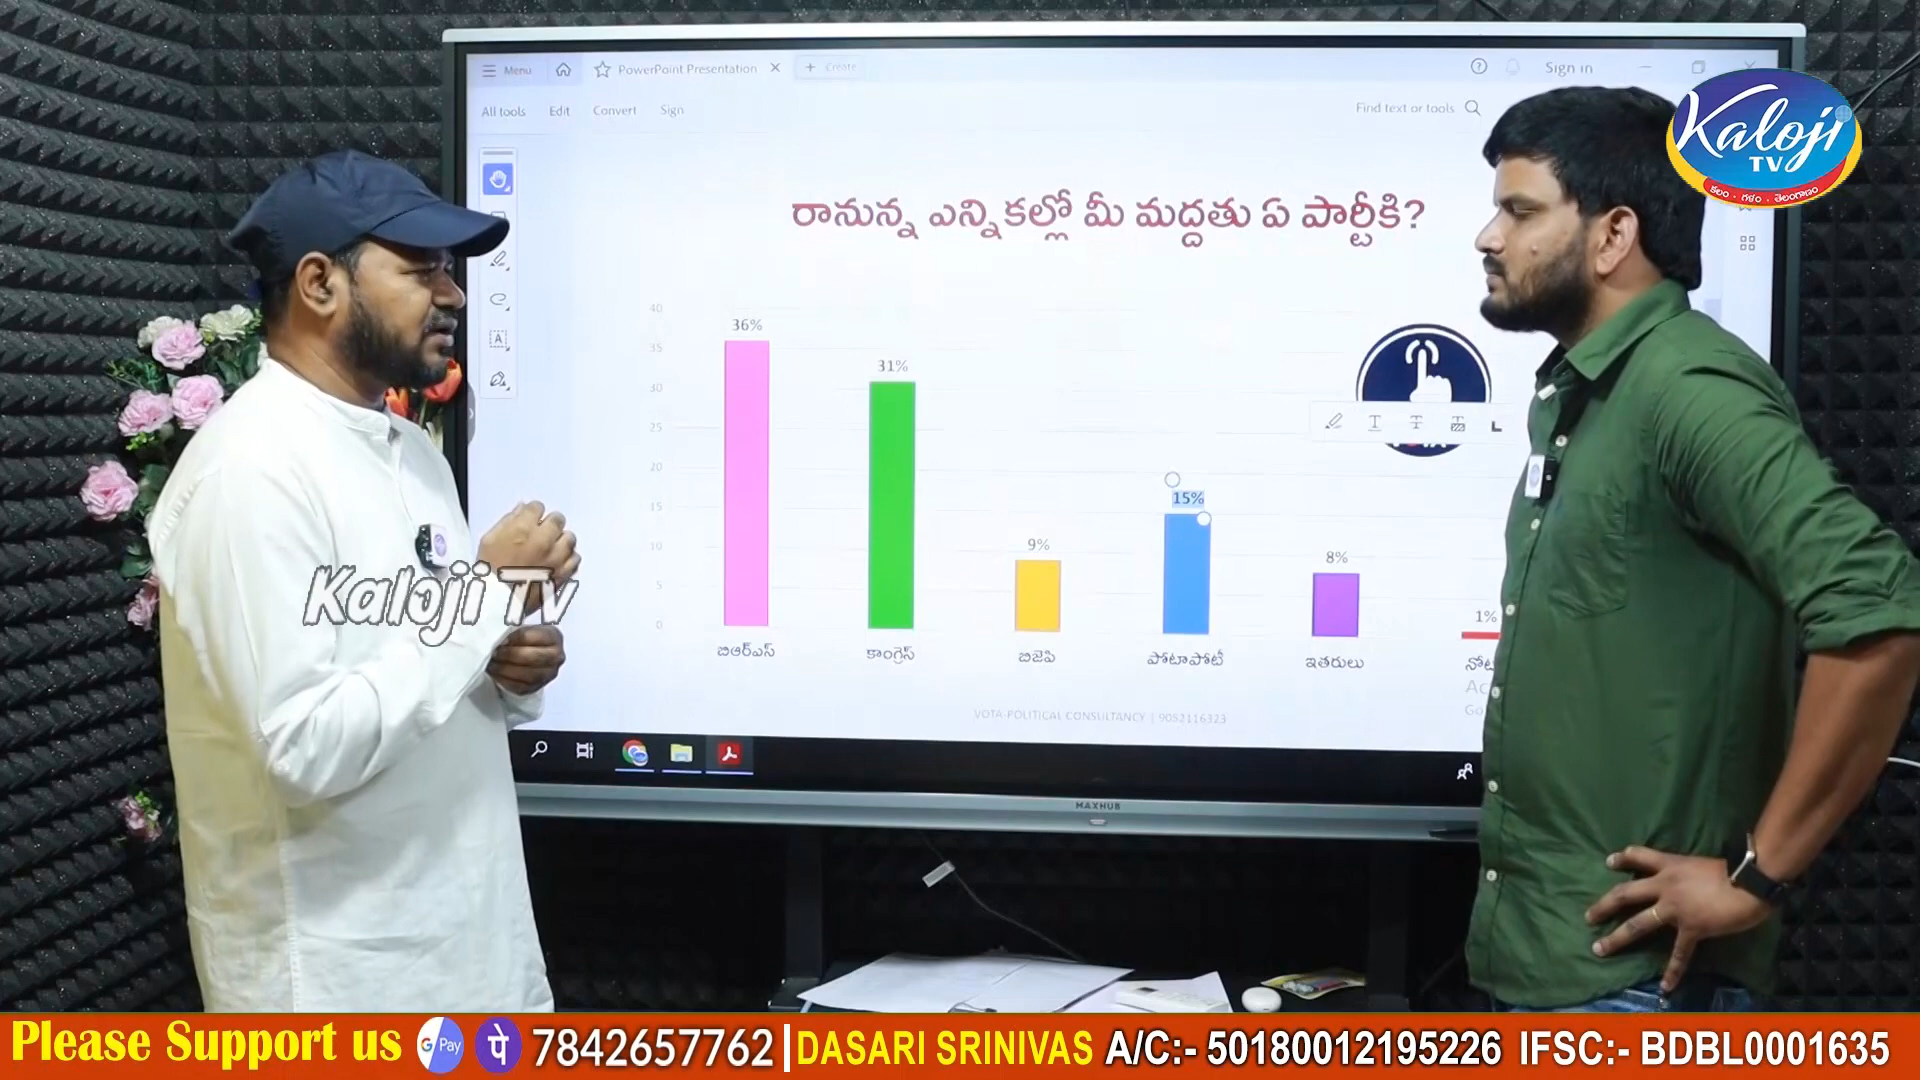 Menu
PowerPoint Presentation
Create
Sign in
All tools
Edit
Convert
Sign
Find text or tools
Kaloji
TV
కలం . గళం . తెలంగాణం
రానున్న ఎన్నికల్లో మీ మద్దతు ఏ పార్టీకి?
40
35
30
25
20
15
10
5
0
36%
31%
9%
15%
8%
1%
బిఆర్ఎస్
కాంగ్రెస్
బిజెపి
పోటాపోటీ
ఇతరులు
VOTA-POLITICAL CONSULTANCY | 9052116323
Kaloji Tv
MAXHUB
Please Support us G Pay पे 7842657762 | DASARI SRINIVAS A/C:- 50180012195226 IFSC:- BDBL0001635